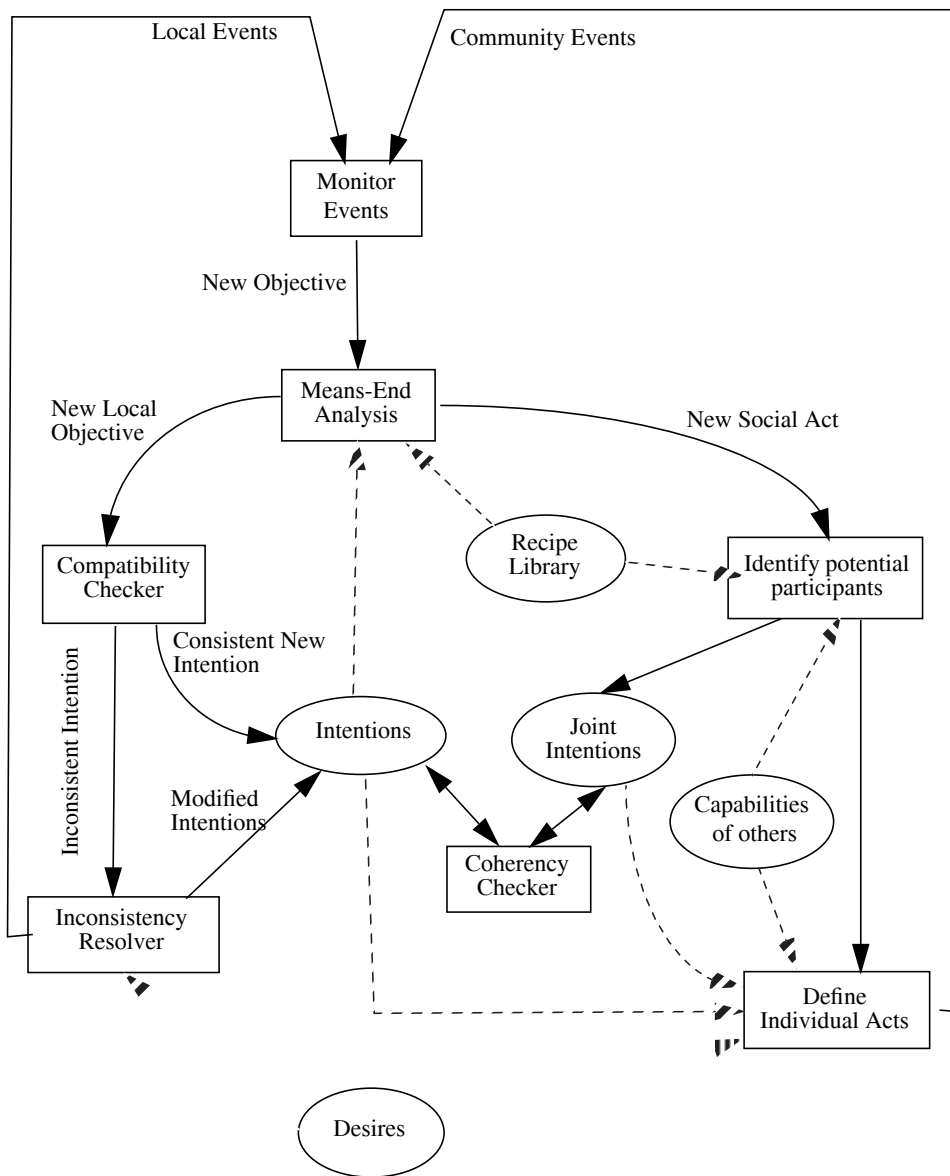 Local Events
Community Events
Monitor
Events
New Objective
Means-End
Analysis
New Local
Objective
New Social Act
Recipe
Library
Compatibility
Checker
Identify potential
participants
Consistent New
Intention
Inconsistent Intention
Intentions
Joint
Intentions
Modified
Intentions
Capabilities
of others
Coherency
Checker
Inconsistency
Resolver
Define
Individual Acts
Desires